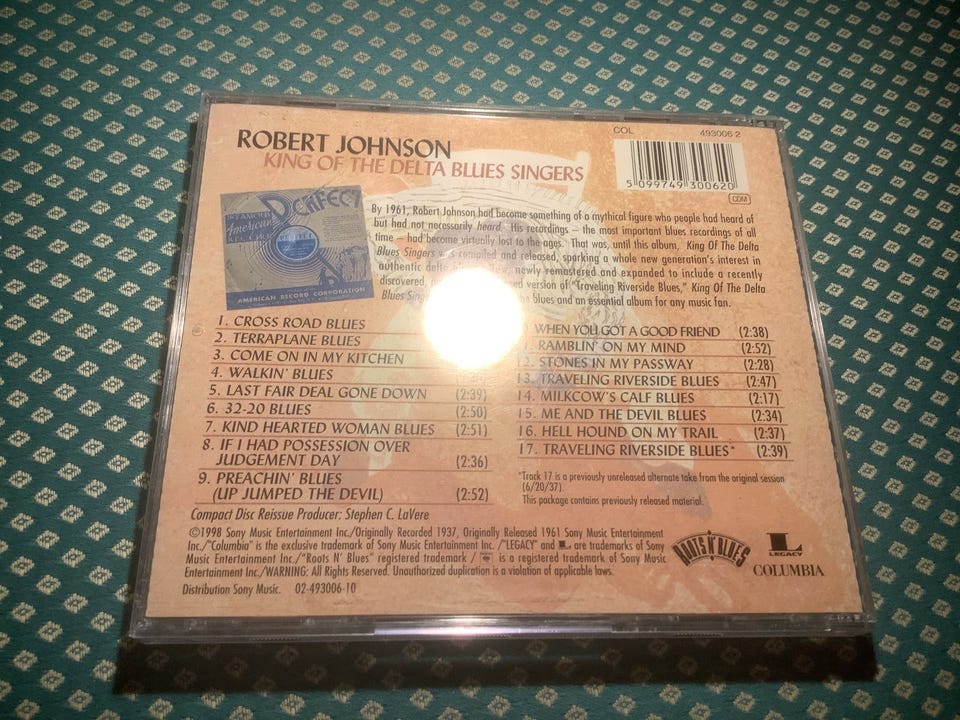 COL 493006 2
ROBERT JOHNSON
KING OF THE DELTA BLUES SINGERS
5 099749 300620
CDM
PERFECT
American
AMERICAN RECORD CORPORATION
By 1961, Robert Johnson had become something of a mythical figure who people had heard of
but had not necessarily heard. His recordings – the most important blues recordings of all
time – had become virtually lost to the ages. That was, until this album, King Of The Delta
Blues Singers was compiled and released, sparking a whole new generation's interest in
authentic newly remastered and expanded to include a recently
discovered, version of "Traveling Riverside Blues," King Of The Delta
Blues the blues and an essential album for any music fan.
1. CROSS ROAD BLUES
2. TERRAPLANE BLUES
3. COME ON IN MY KITCHEN
4. WALKIN' BLUES
5. LAST FAIR DEAL GONE DOWN (2:39)
6. 32-20 BLUES (2:50)
7. KIND HEARTED WOMAN BLUES (2:51)
8. IF I HAD POSSESSION OVER
JUDGEMENT DAY (2:36)
9. PREACHIN' BLUES
(UP JUMPED THE DEVIL) (2:52)
WHEN YOU GOT A GOOD FRIEND (2:38)
RAMBLIN' ON MY MIND (2:52)
12. STONES IN MY PASSWAY (2:28)
13. TRAVELING RIVERSIDE BLUES (2:47)
14. MILKCOW'S CALF BLUES (2:17)
15. ME AND THE DEVIL BLUES (2:34)
16. HELL HOUND ON MY TRAIL (2:37)
17. TRAVELING RIVERSIDE BLUES* (2:39)
*Track 17 is a previously unreleased alternate take from the original session
(6/20/37).
This package contains previously released material.
Compact Disc Reissue Producer: Stephen C. LaVere
©1998 Sony Music Entertainment Inc./Originally Recorded 1937, Originally Released 1961 Sony Music Entertainment
Inc./"Columbia" is the exclusive trademark of Sony Music Entertainment Inc. /"LEGACY" and L are trademarks of Sony
Music Entertainment Inc./"Roots N' Blues" registered trademark / is a registered trademark of Sony Music
Entertainment Inc./WARNING: All Rights Reserved. Unauthorized duplication is a violation of applicable laws.
Distribution Sony Music. 02-493006-10
ROOTS N' BLUES
L LEGACY
COLUMBIA